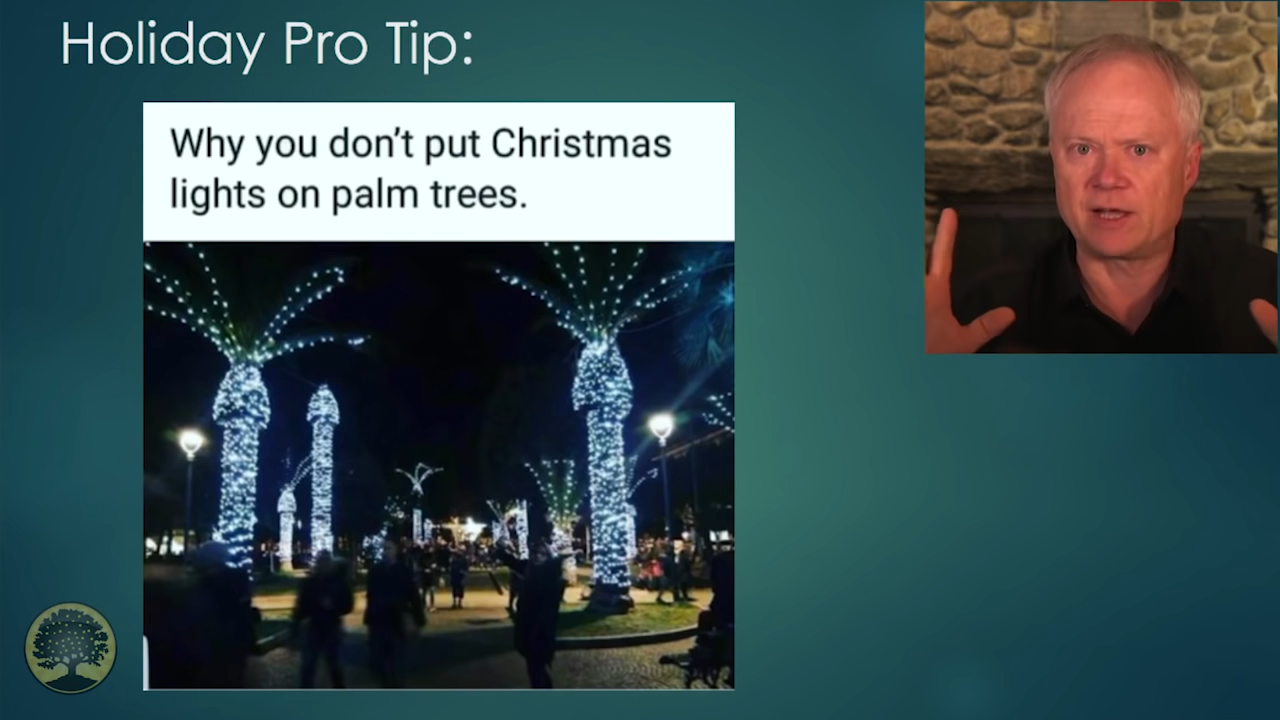 Holiday Pro Tip:
Why you don’t put Christmas
lights on palm trees.